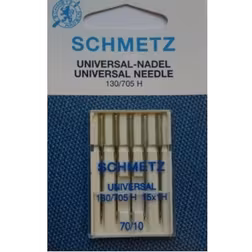 SCHMETZ
UNIVERSAL-NADEL
UNIVERSAL NEEDLE
130/705 H
SCHMETZ
UNIVERSAL
130/705 H 15x1H
70/10